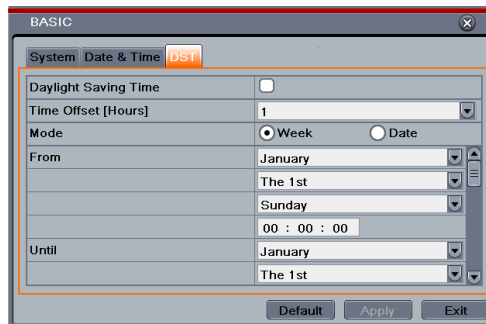 BASIC
System Date & Time DST
Daylight Saving Time
Time Offset [Hours] 1
Mode Week Date
From January
The 1st
Sunday
00 : 00 : 00
Until January
The 1st
Default Apply Exit